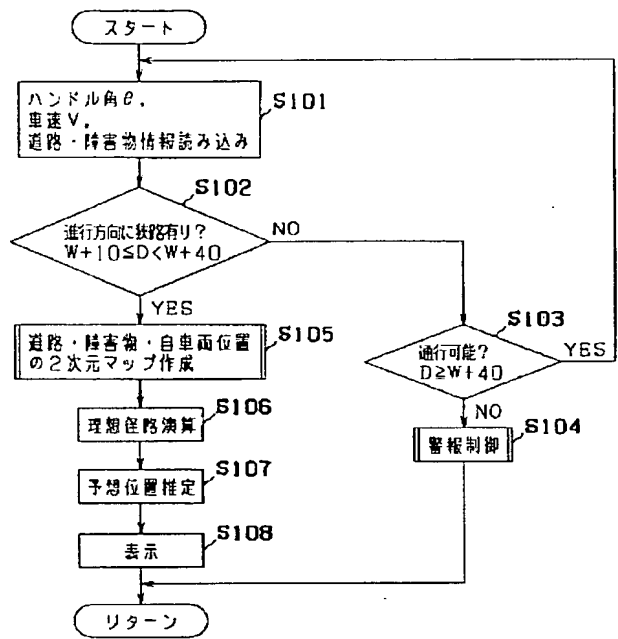 スタート
ハンドル角θ,
車速V,
道路・障害物情報読み込み
S101
S102
進行方向に狭路有り?
W+10≦D<W+40
NO
YES
S103
通行可能?
D≧W+40
YES
NO
S104
警報制御
道路・障害物・自車両位置
の2次元マップ作成
S105
S106
理想径路演算
S107
予想位置推定
S108
表示
リターン